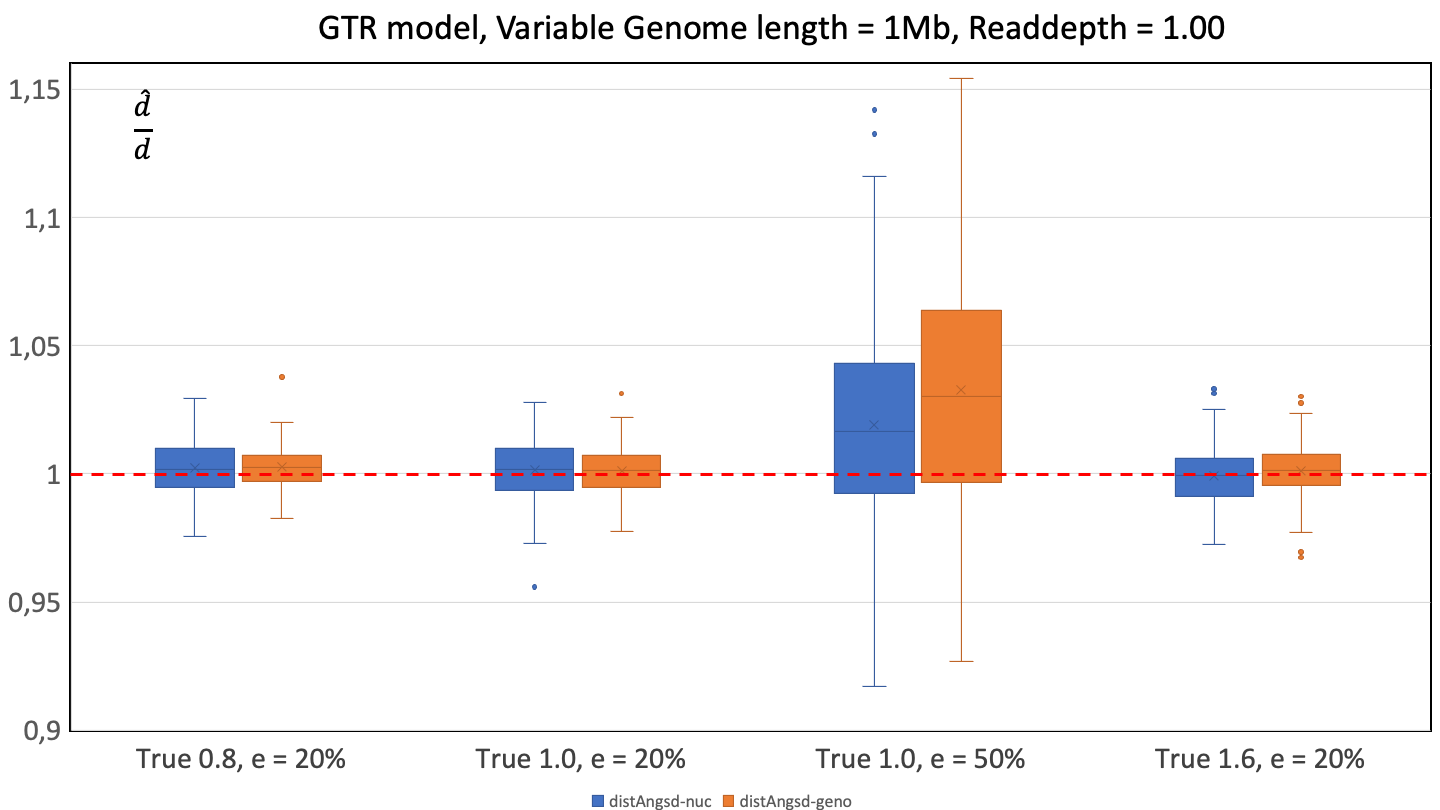 GTR model, Variable Genome length = 1Mb, Readdepth = 1.00
1,15
d̂
d
1,1
1,05
1
0,95
0,9
True 0.8, e = 20% True 1.0, e = 20% True 1.0, e = 50% True 1.6, e = 20%
distAngsd-nuc distAngsd-geno